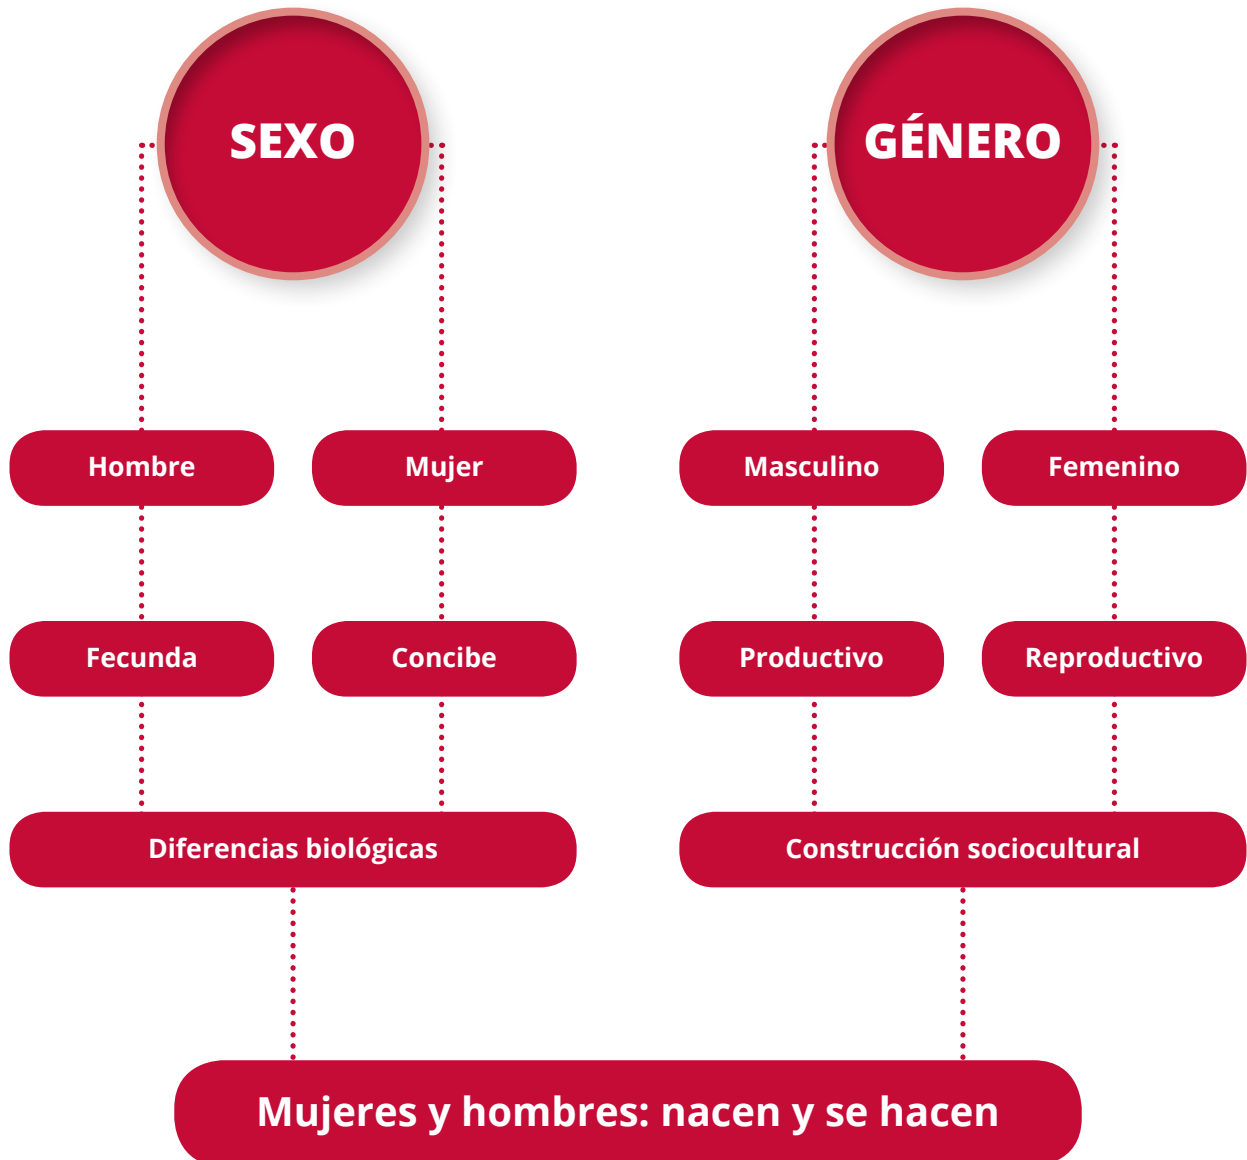 SEXO
GÉNERO
Hombre
Mujer
Masculino
Femenino
Fecunda
Concibe
Productivo
Reproductivo
Diferencias biológicas
Construcción sociocultural
Mujeres y hombres: nacen y se hacen